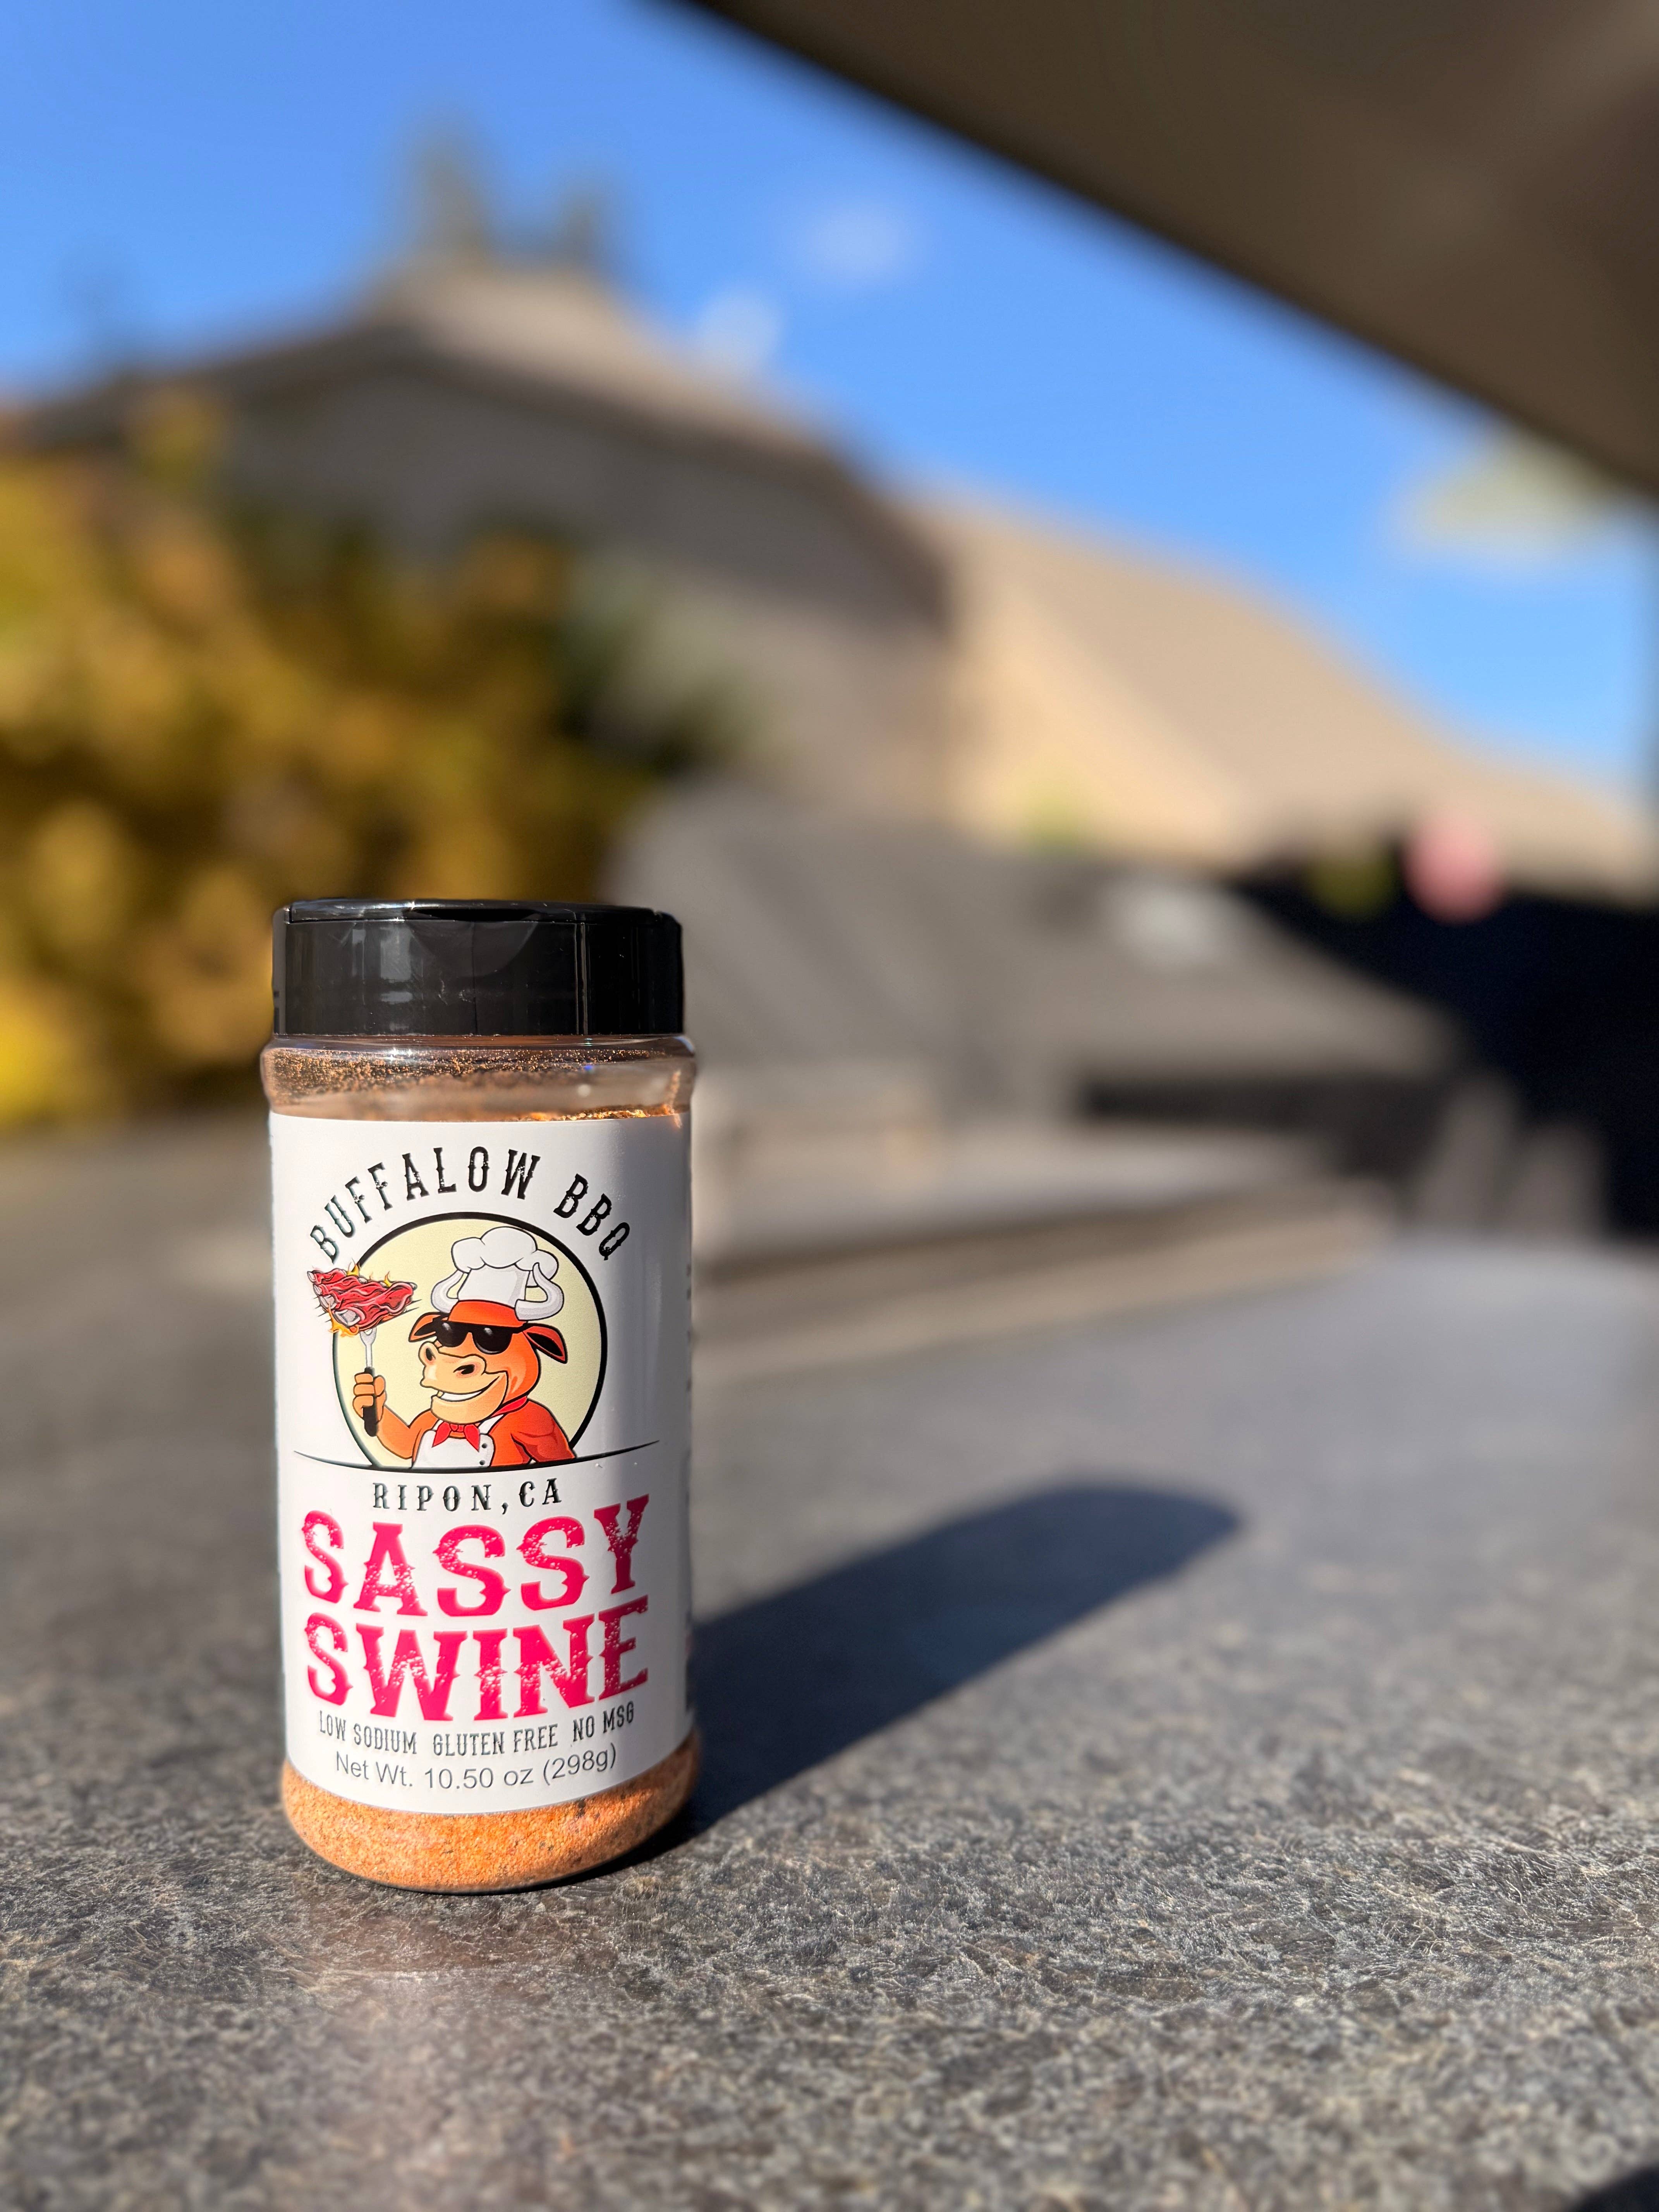 BUFFALOW BBQ
RIPON, CA
SASSY
SWINE
LOW SODIUM GLUTEN FREE NO MSG
Net Wt. 10.50 oz (298g)